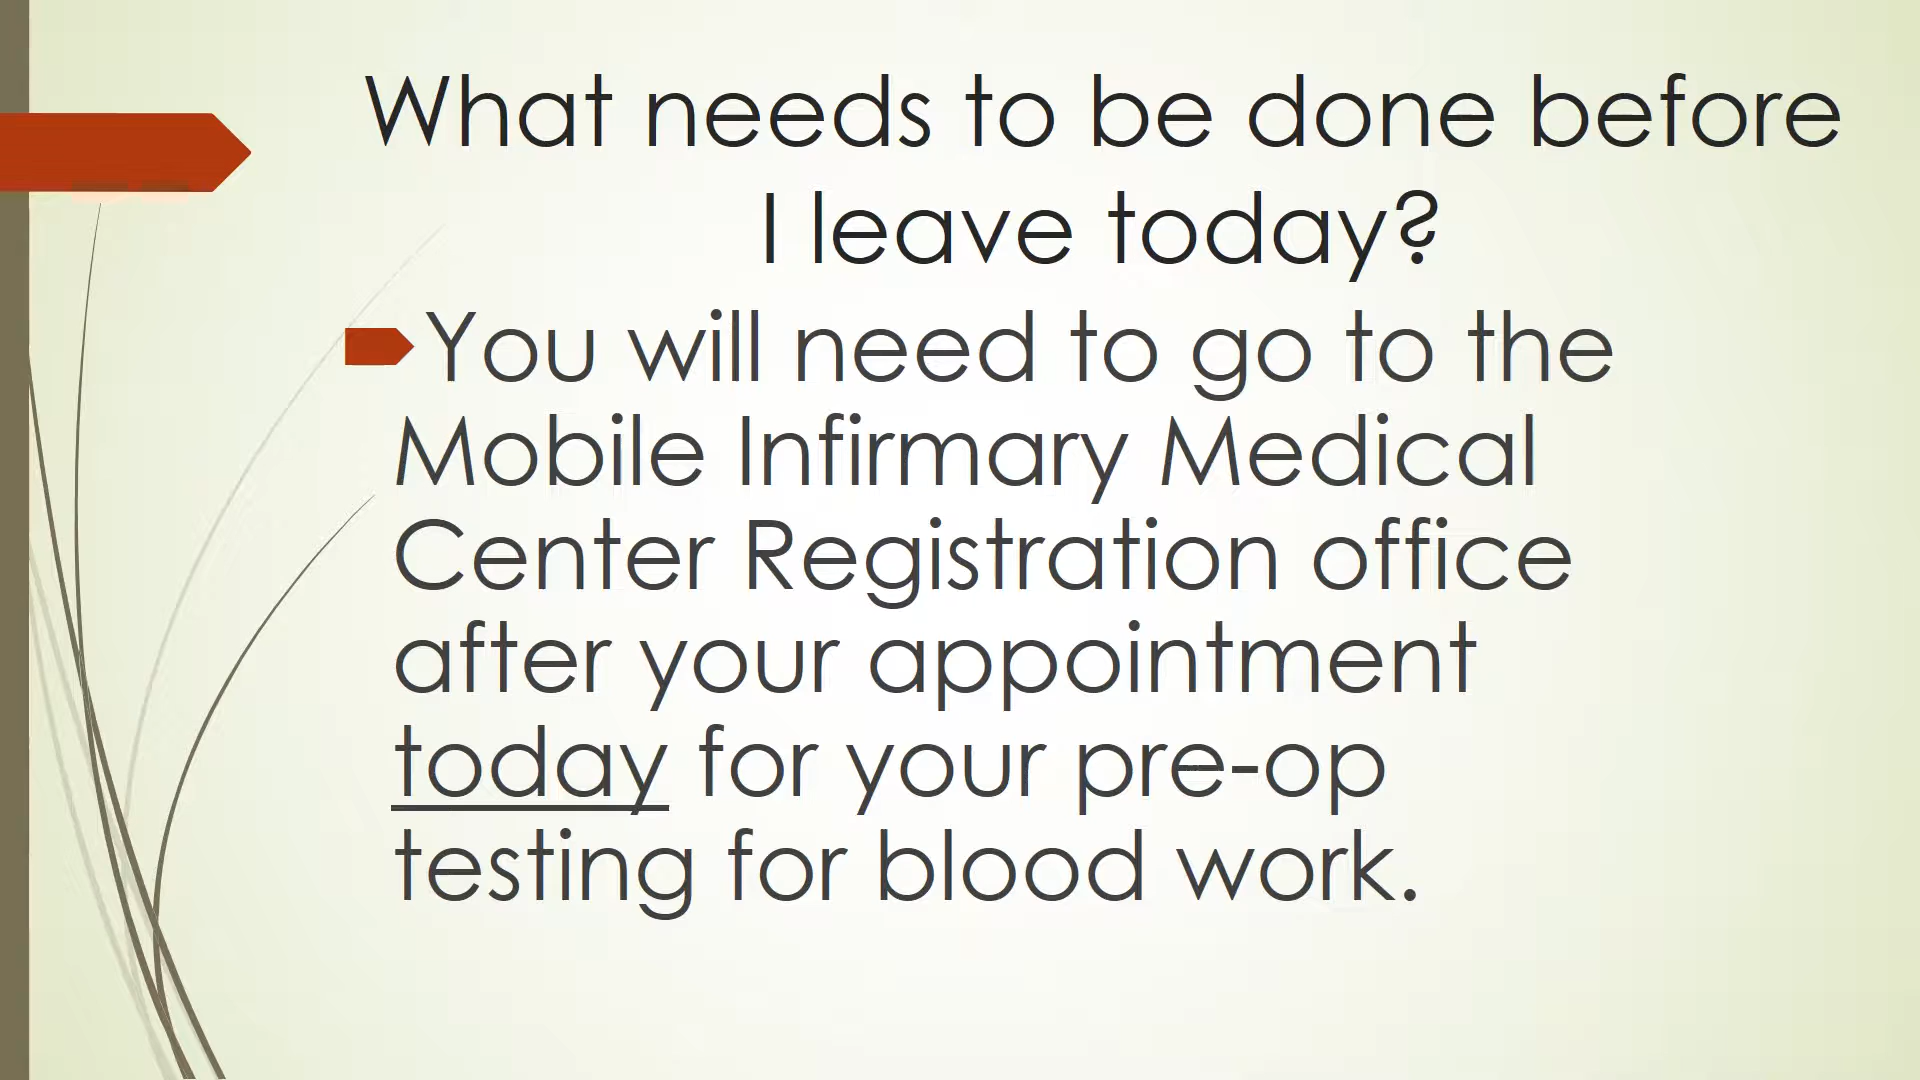 What needs to be done before
I leave today?
You will need to go to the
Mobile Infirmary Medical
Center Registration office
after your appointment
today for your pre-op
testing for blood work.